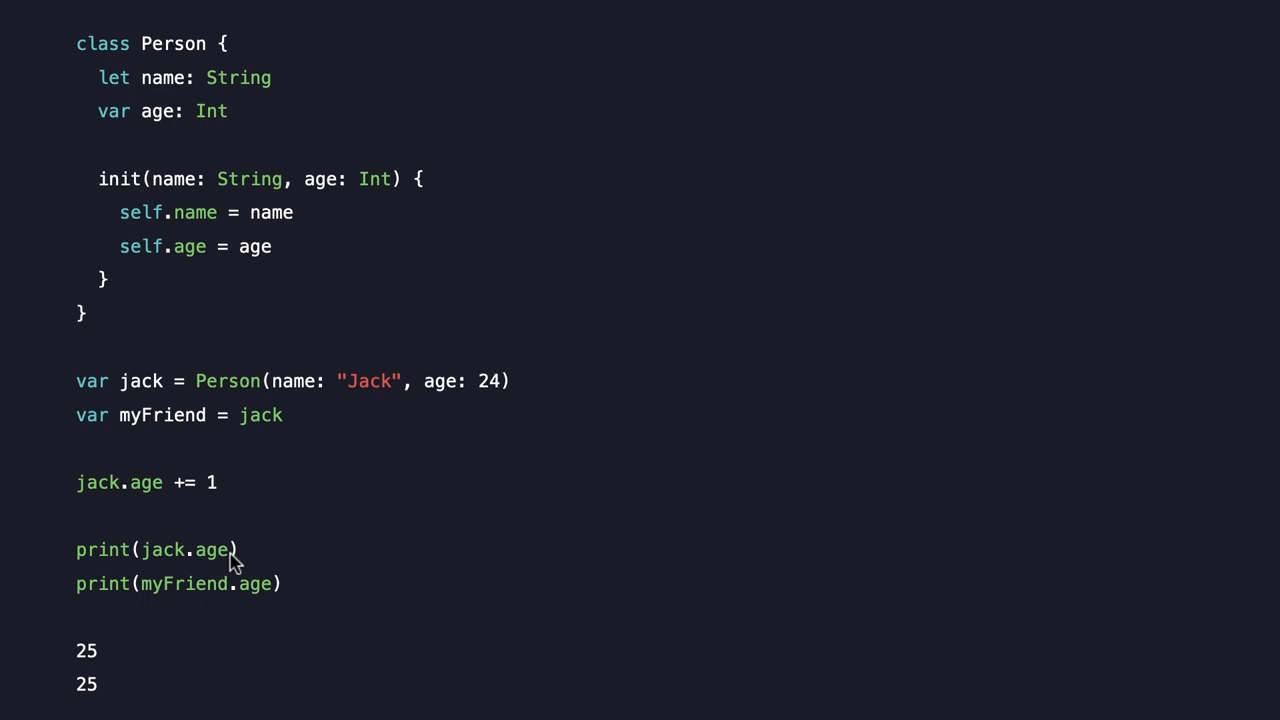 class Person {
  let name: String
  var age: Int

  init(name: String, age: Int) {
    self.name = name
    self.age = age
  }
}

var jack = Person(name: "Jack", age: 24)
var myFriend = jack

jack.age += 1

print(jack.age)
print(myFriend.age)

25
25